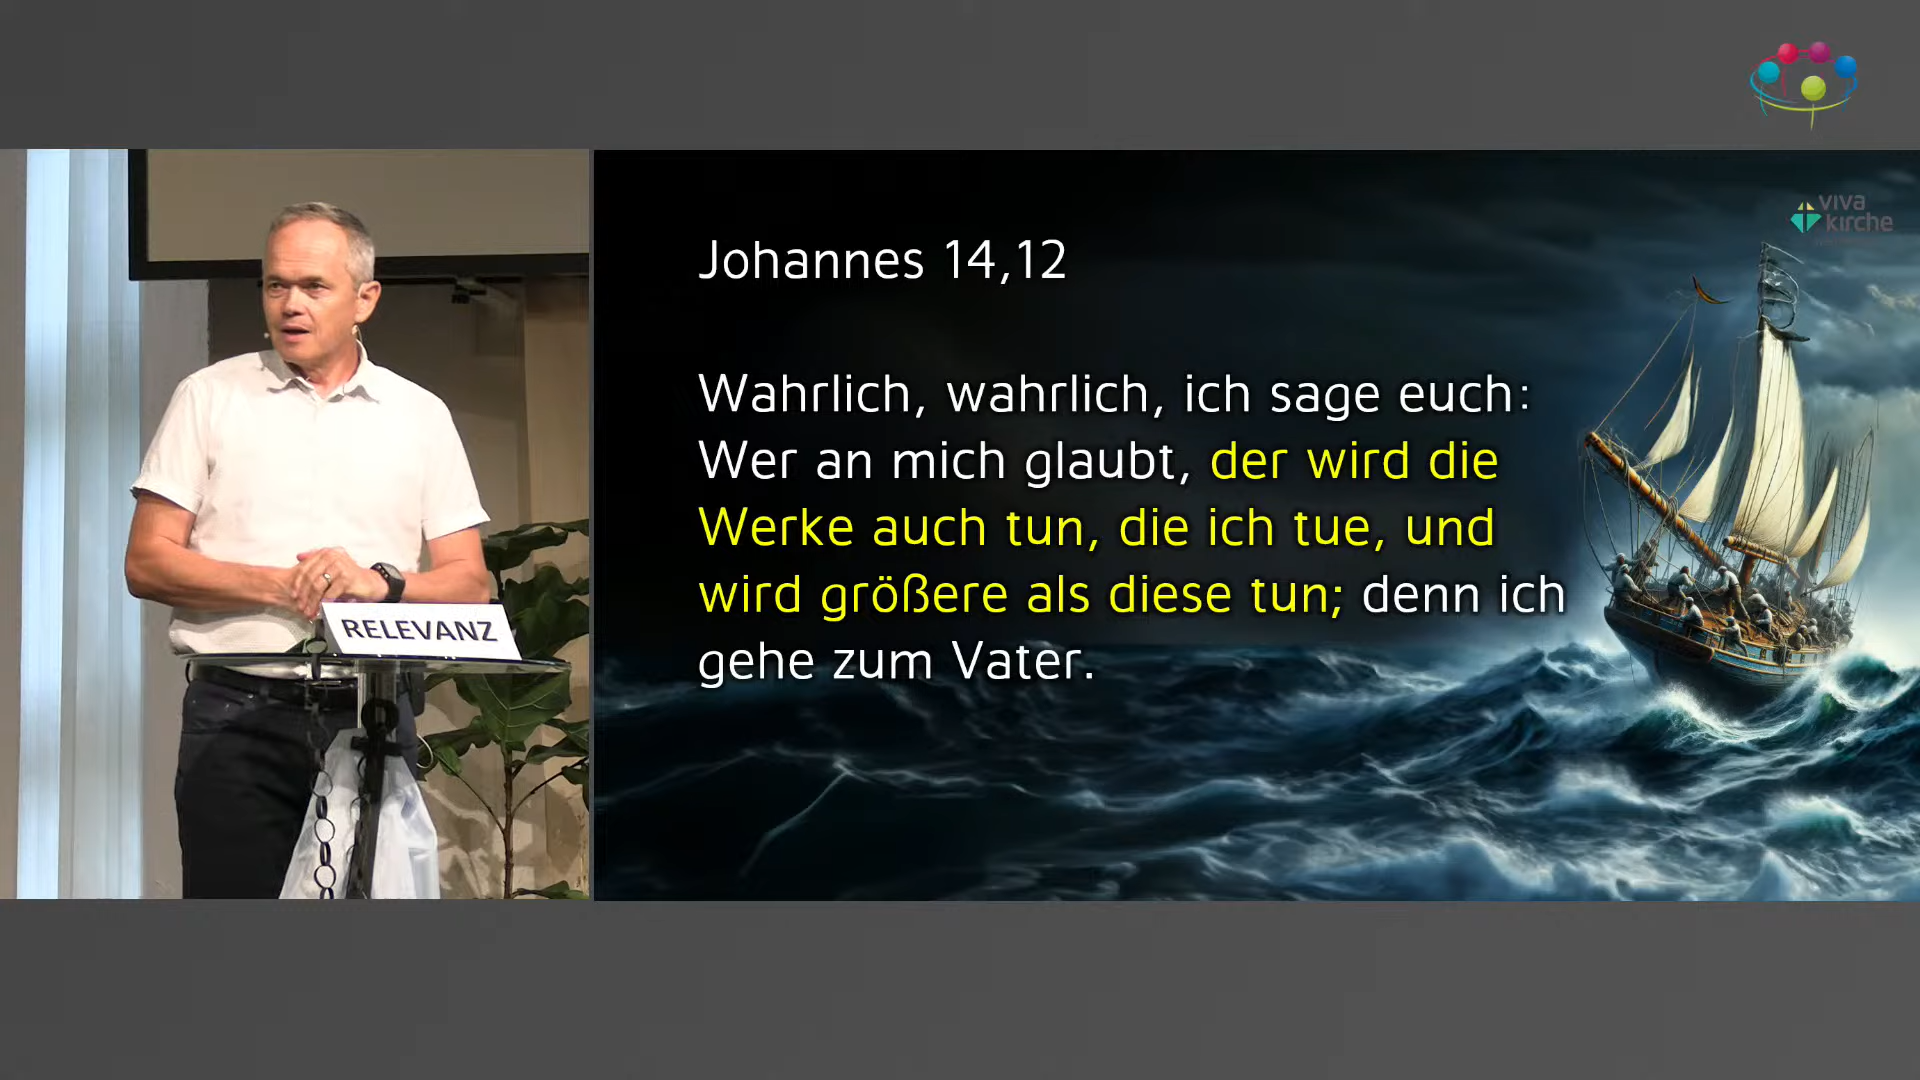 viva
kirche
Johannes 14,12
Wahrlich, wahrlich, ich sage euch:
Wer an mich glaubt, der wird die
Werke auch tun, die ich tue, und
wird größere als diese tun; denn ich
gehe zum Vater.
RELEVANZ